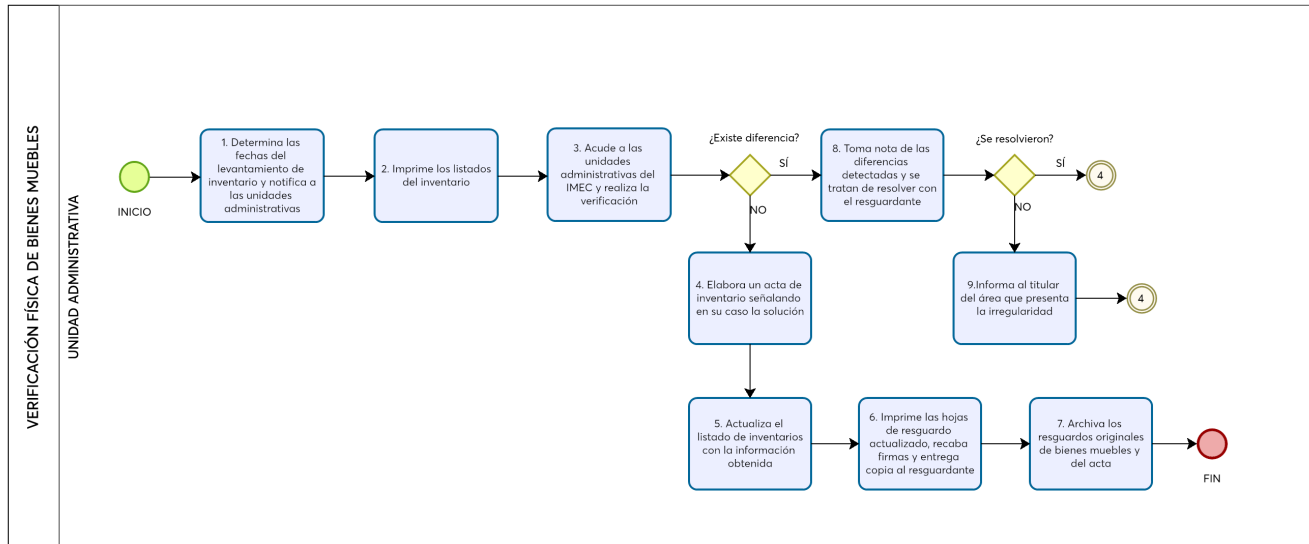 VERIFICACIÓN FÍSICA DE BIENES MUEBLES
UNIDAD ADMINISTRATIVA
INICIO
1. Determina las
fechas del
levantamiento de
inventario y notifica a
las unidades
administrativas
2. Imprime los listados
del inventario
3. Acude a las
unidades
administrativas del
IMEC y realiza la
verificación
¿Existe diferencia?
SÍ
NO
8. Toma nota de las
diferencias
detectadas y se
tratan de resolver con
el resguardante
¿Se resolvieron?
SÍ
4
NO
4. Elabora un acta de
inventario señalando
en su caso la solución
9.Informa al titular
del área que presenta
la irregularidad
4
5. Actualiza el
listado de inventarios
con la información
obtenida
6. Imprime las hojas
de resguardo
actualizado, recaba
firmas y entrega
copia al resguardante
7. Archiva los
resguardos originales
de bienes muebles y
del acta
FIN